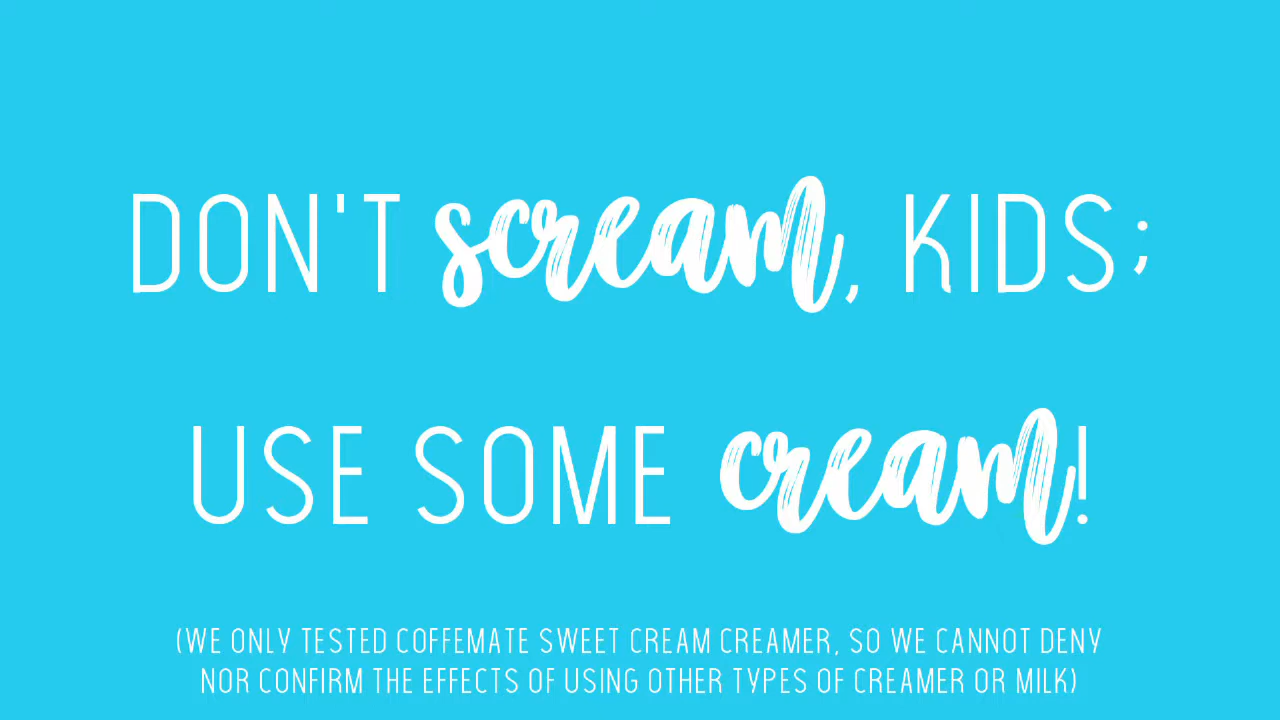 DON'T scream, KIDS;
USE SOME cream!
(WE ONLY TESTED COFFEMATE SWEET CREAM CREAMER, SO WE CANNOT DENY
NOR CONFIRM THE EFFECTS OF USING OTHER TYPES OF CREAMER OR MILK)